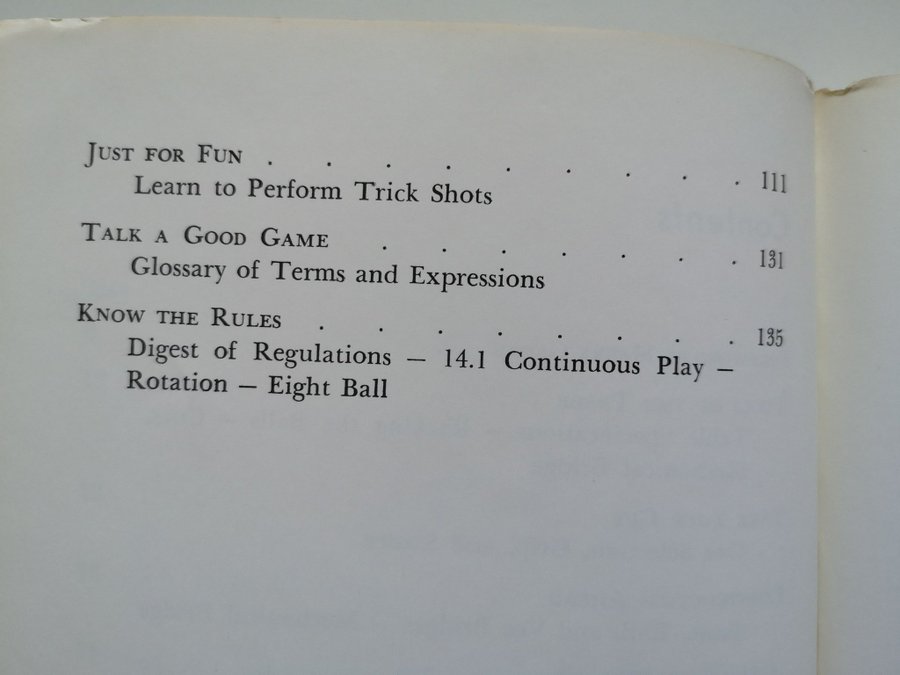 Just for Fun . . . . . . . . . 111
Learn to Perform Trick Shots
Talk a Good Game . . . . . . . 131
Glossary of Terms and Expressions
Know the Rules . . . . . . . . 135
Digest of Regulations – 14.1 Continuous Play –
Rotation – Eight Ball